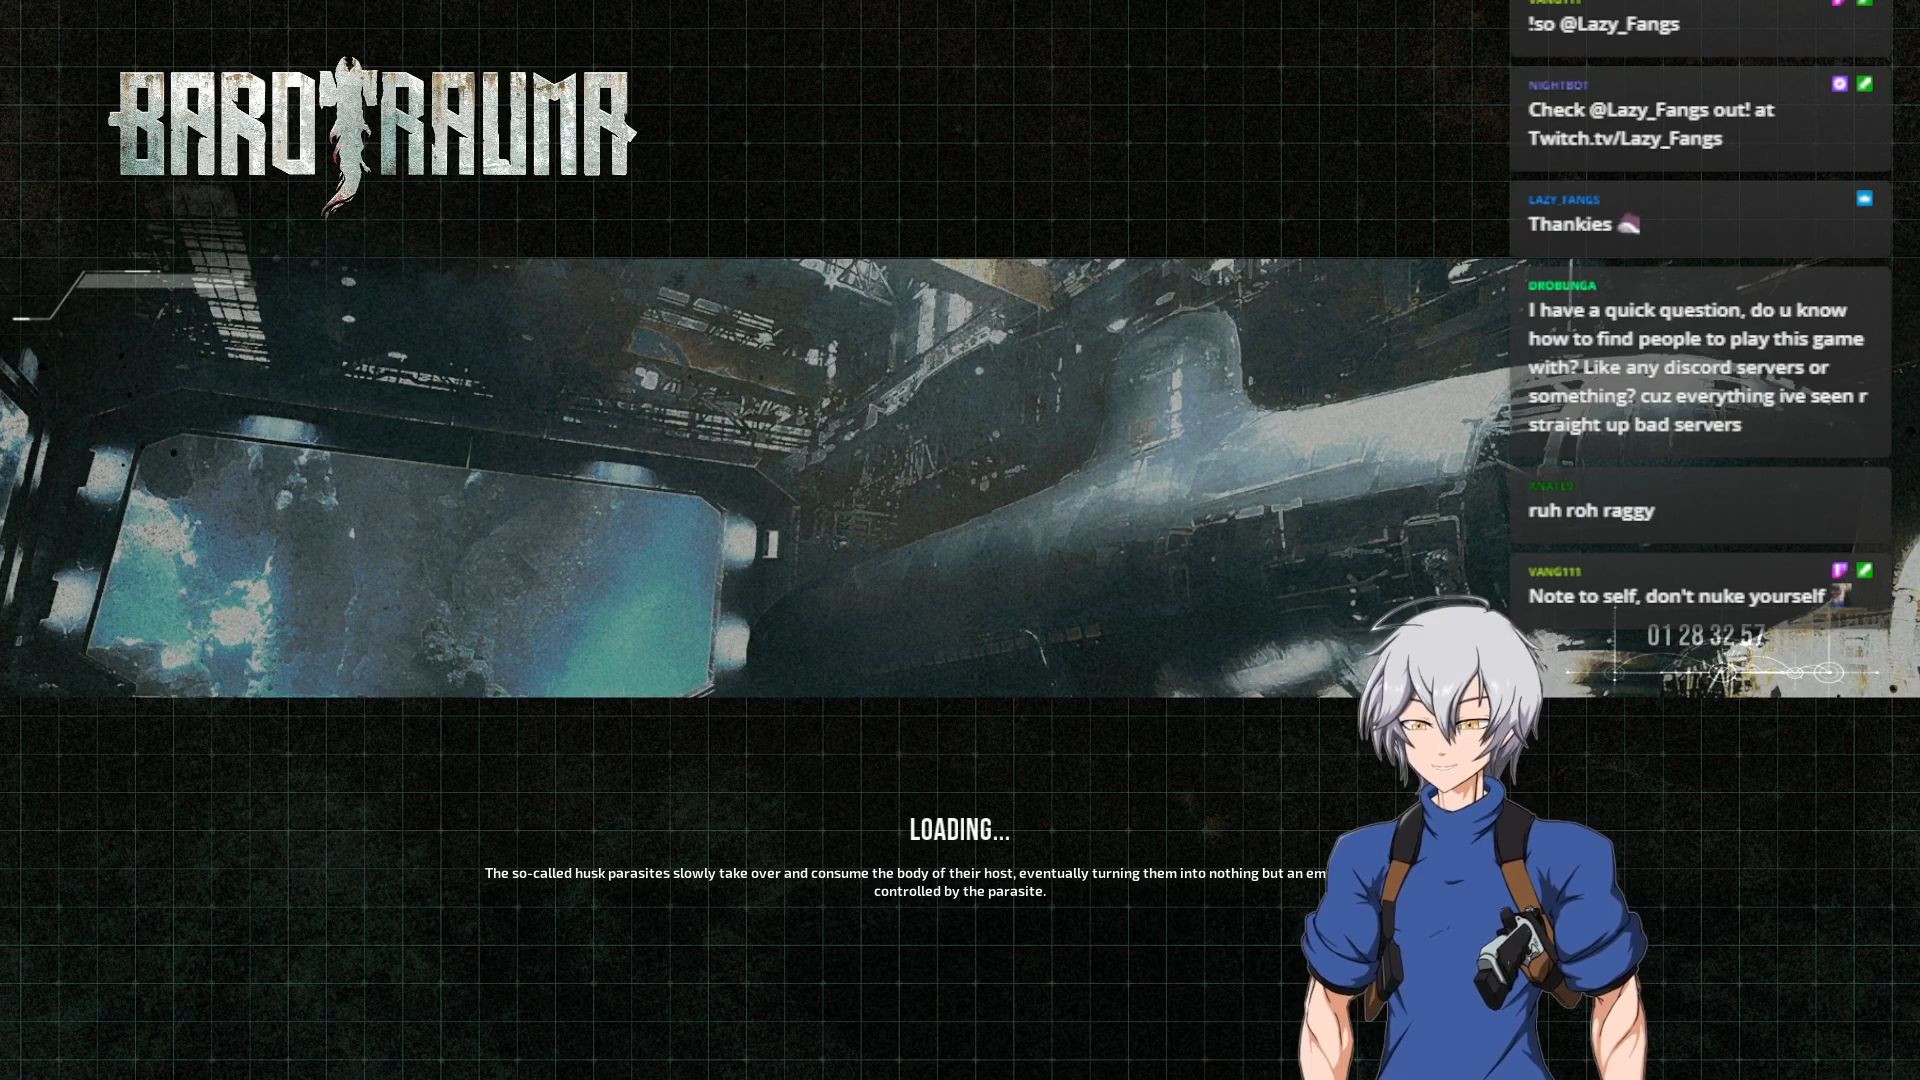 BAROTRAUMA
VANG111
!so @Lazy_Fangs
NIGHTBOT
Check @Lazy_Fangs out! at
Twitch.tv/Lazy_Fangs
LAZY_FANGS
Thankies
DROBUNGA
I have a quick question, do u know
how to find people to play this game
with? Like any discord servers or
something? cuz everything ive seen r
straight up bad servers
ruh roh raggy
VANG111
Note to self, don't nuke yourself
01 28 32 57
LOADING...
The so-called husk parasites slowly take over and consume the body of their host, eventually turning them into nothing but an em
controlled by the parasite.